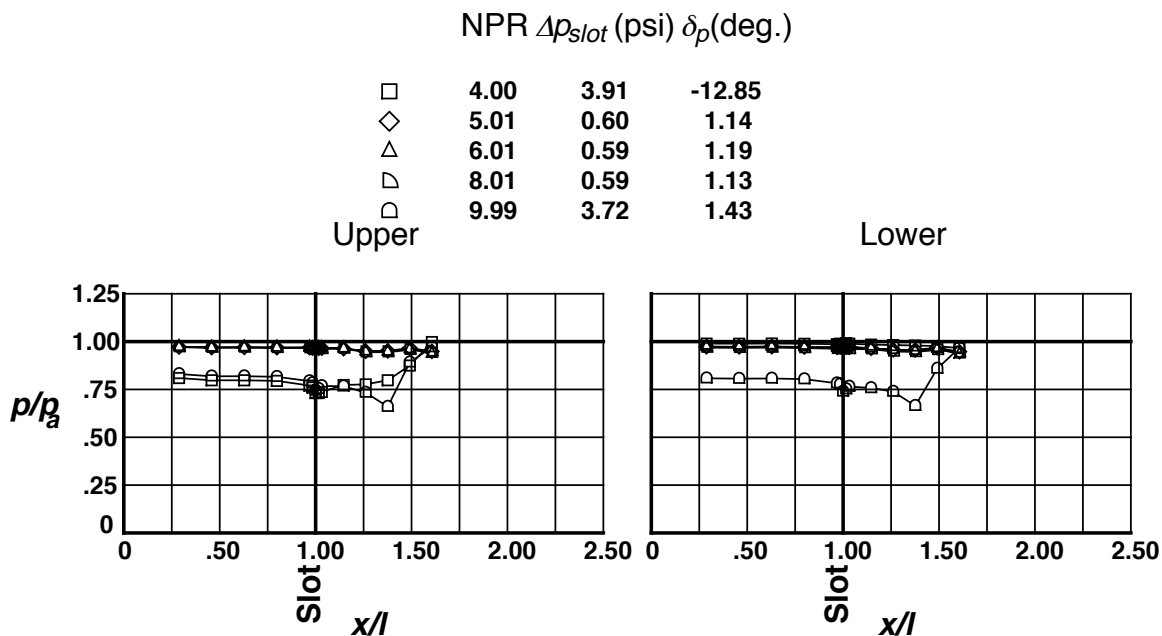 NPR Δp_slot (psi) δ_p(deg.)
4.00 3.91 -12.85
5.01 0.60 1.14
6.01 0.59 1.19
8.01 0.59 1.13
9.99 3.72 1.43
Upper Lower
1.25
1.00
.75
p/p_a
.50
.25
0
0 .50 1.00 1.50 2.00 2.50 0 .50 1.00 1.50 2.00 2.50
Slot Slot
x/l x/l